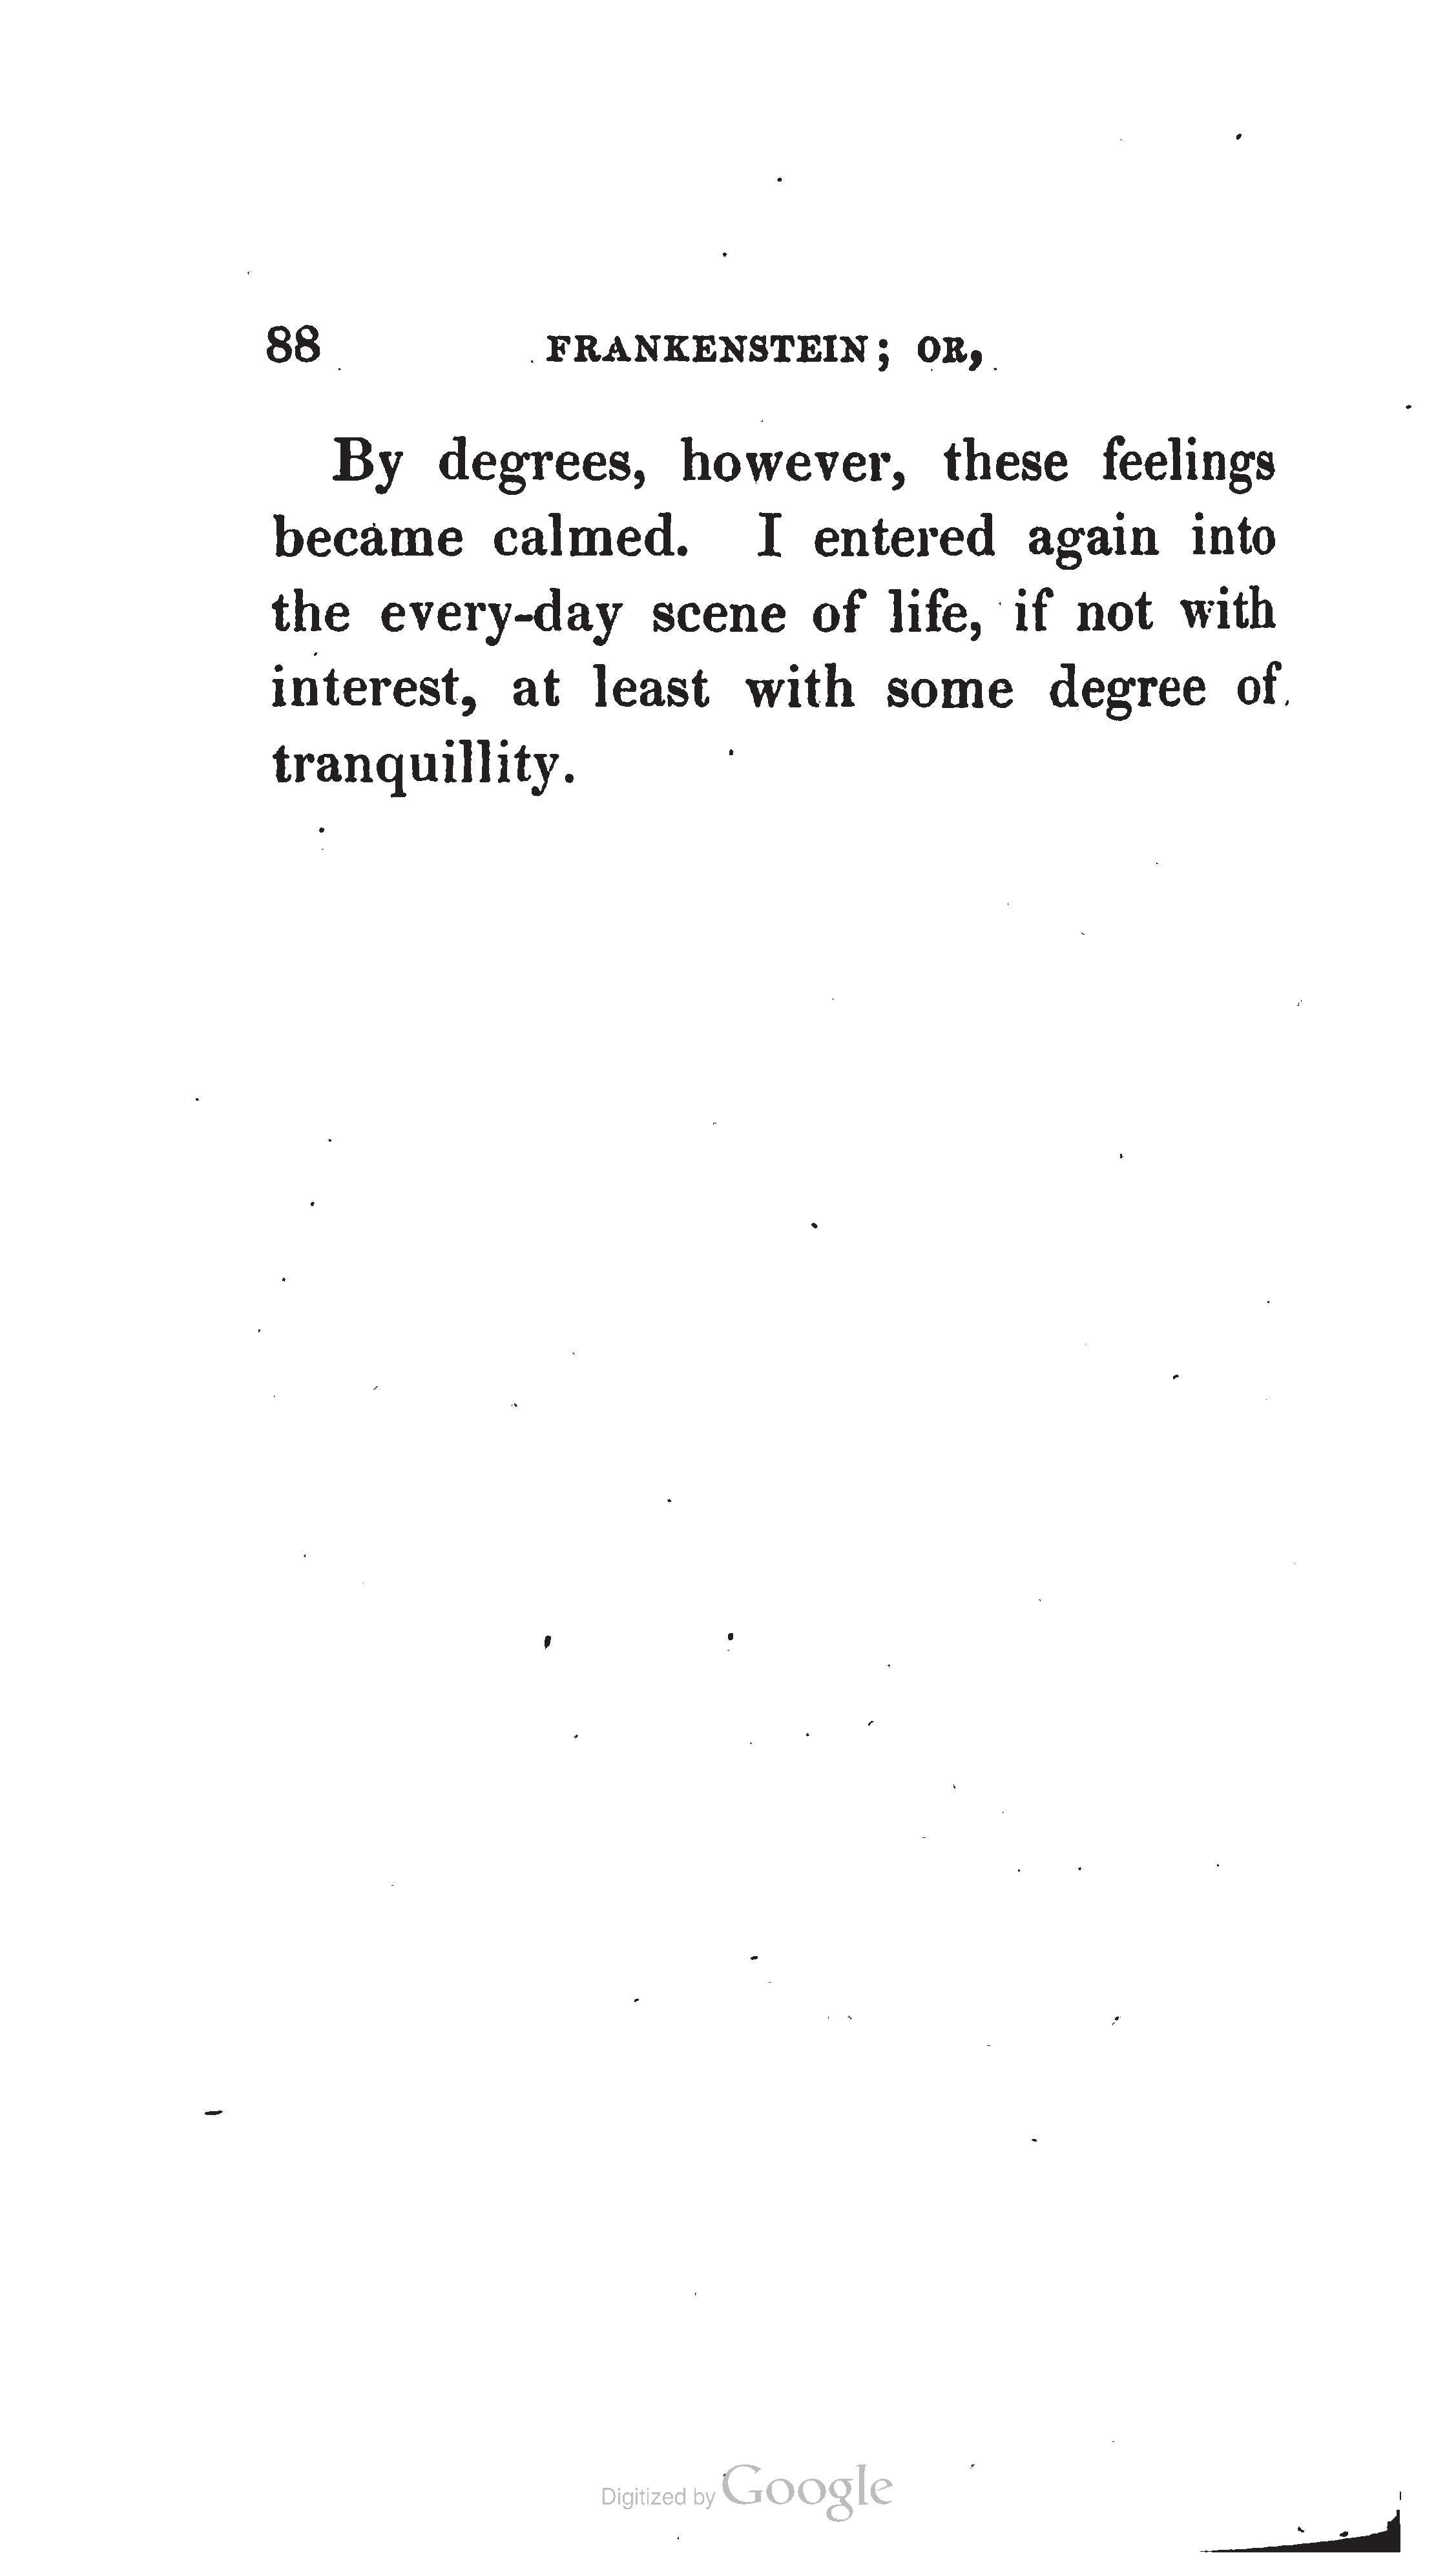 88 FRANKENSTEIN; OR,
By degrees, however, these feelings
became calmed. I entered again into
the every-day scene of life, if not with
interest, at least with some degree of
tranquillity.
Digitized by Google